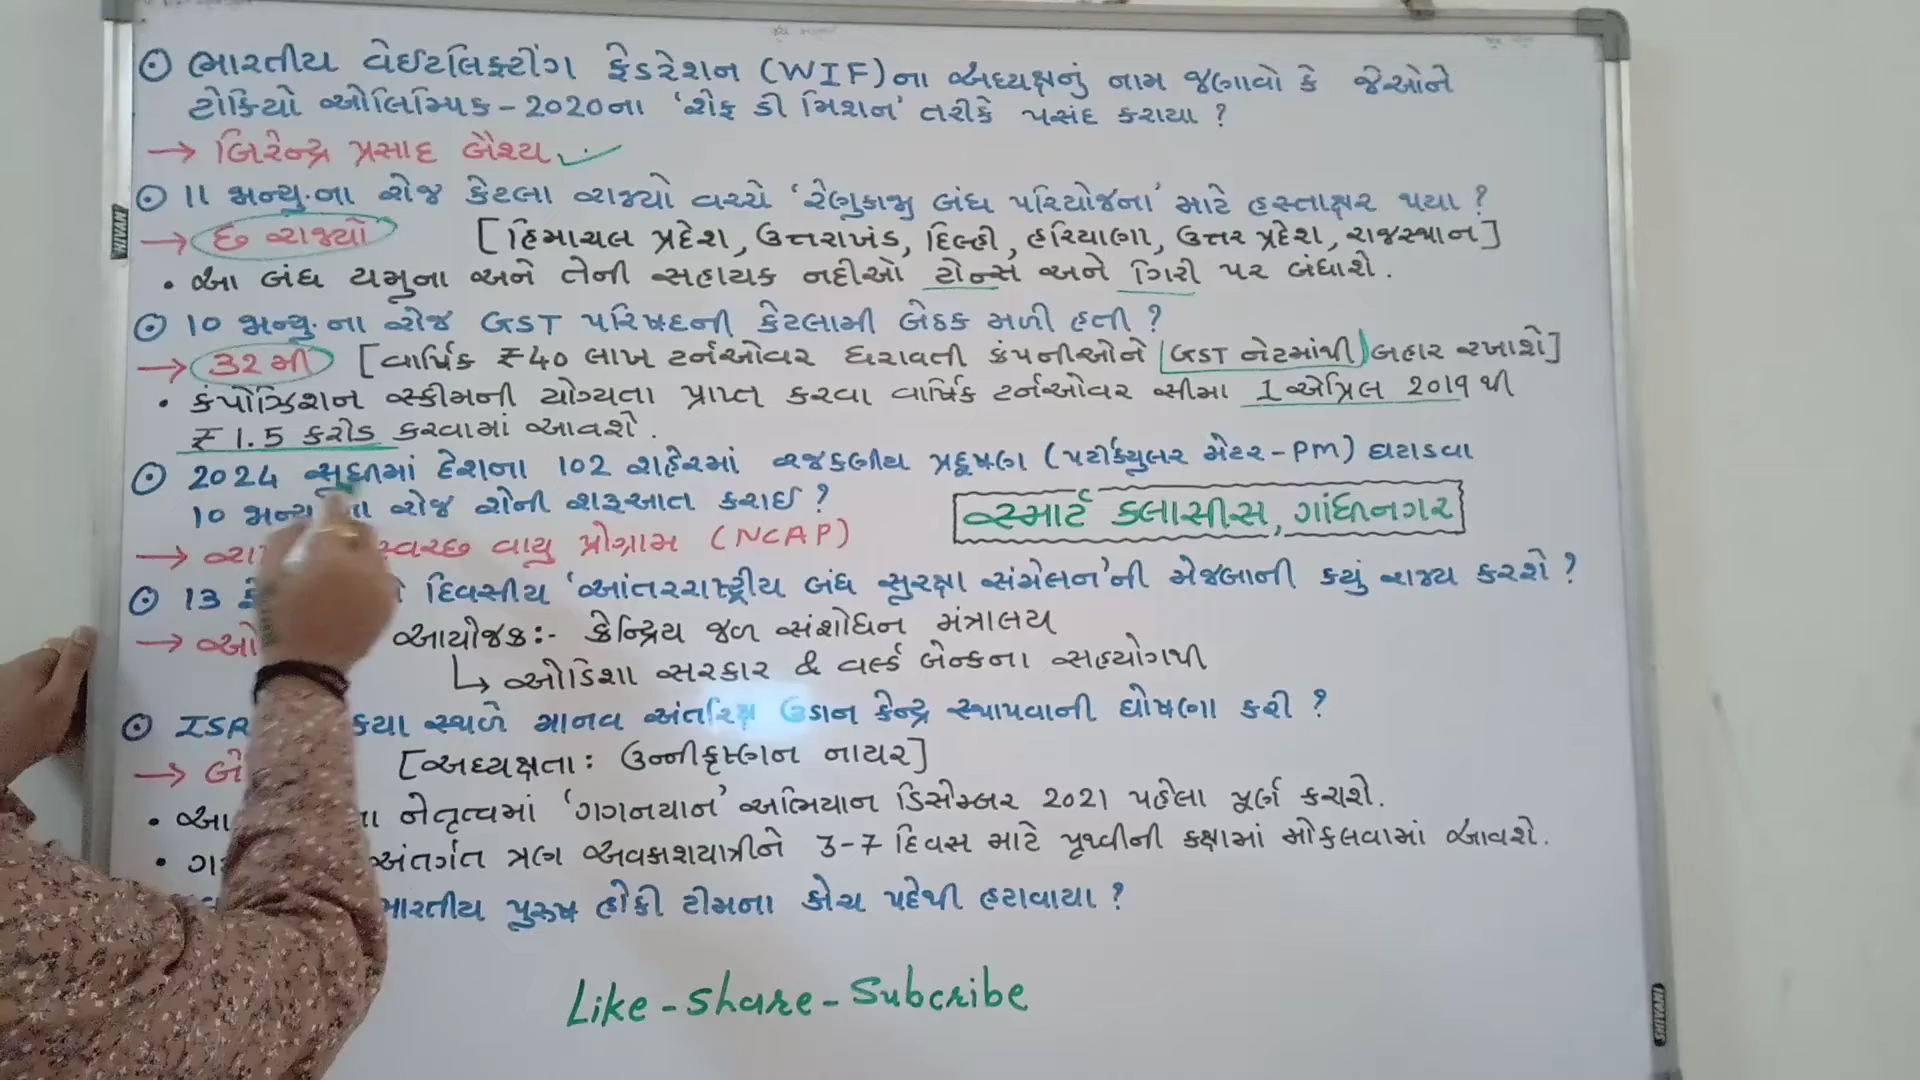 ભારતીય વેઈટલિફ્ટીંગ ફેડરેશન (WIF)ના અધ્યક્ષનું નામ જણાવો કે જેઓને
ટોકિયો ઓલિમ્પિક-2020ના 'શેફ ડી મિશન' તરીકે પસંદ કરાયા ?
→ બિરેન્દ્ર પ્રસાદ બૈશ્ય
11 જાન્યુ.ના રોજ કેટલા રાજ્યો વચ્ચે 'રેણુકાજી બંધ પરિયોજના' માટે હસ્તાક્ષર થયા ?
→ છ રાજ્યો [હિમાચલ પ્રદેશ, ઉત્તરાખંડ, દિલ્હી, હરિયાણા, ઉત્તર પ્રદેશ, રાજસ્થાન]
• આ બંધ યમુના અને તેની સહાયક નદીઓ ટોન્સ અને ગિરી પર બંધાશે.
10 જાન્યુ.ના રોજ GST પરિષદની કેટલામી બેઠક મળી હતી ?
→ 32મી [વાર્ષિક ₹40 લાખ ટર્નઓવર ધરાવતી કંપનીઓને GST નેટમાંથી બહાર રખાશે]
• કંપોઝિશન સ્કીમની યોગ્યતા પ્રાપ્ત કરવા વાર્ષિક ટર્નઓવર સીમા 1 એપ્રિલ 2019થી
₹1.5 કરોડ કરવામાં આવશે.
2024 સુધીમાં દેશના 102 શહેરમાં રજકણીય પ્રદૂષણ (પર્ટીક્યુલર મેટર-PM) ઘટાડવા
10 રોજ શેની શરૂઆત કરાઈ ?
→ સ્વચ્છ વાયુ પ્રોગ્રામ (NCAP)
સ્માર્ટ ક્લાસીસ, ગાંધીનગર
13 દિવસીય 'આંતરરાષ્ટ્રીય બંધ સુરક્ષા સંમેલન'ની મેજબાની કયું રાજ્ય કરશે ?
→ આયોજક:- કેન્દ્રિય જળ સંશોધન મંત્રાલય
↳ ઓડિશા સરકાર & વર્લ્ડ બેન્કના સહયોગથી
કયા સ્થળે માનવ અંતરિક્ષ ઉડાન કેન્દ્ર સ્થાપવાની ઘોષણા કરી ?
→ [અધ્યક્ષતા: ઉન્નીકૃષ્ણન નાયર]
• નેતૃત્વમાં 'ગગનયાન' અભિયાન ડિસેમ્બર 2021 પહેલા પૂર્ણ કરાશે.
• અંતર્ગત ત્રણ અવકાશયાત્રીને 3-7 દિવસ માટે પૃથ્વીની કક્ષામાં મોકલવામાં આવશે.
ભારતીય પુરુષ હોકી ટીમના કોચ પદેથી હટાવાયા ?
Like-Share-Subcribe